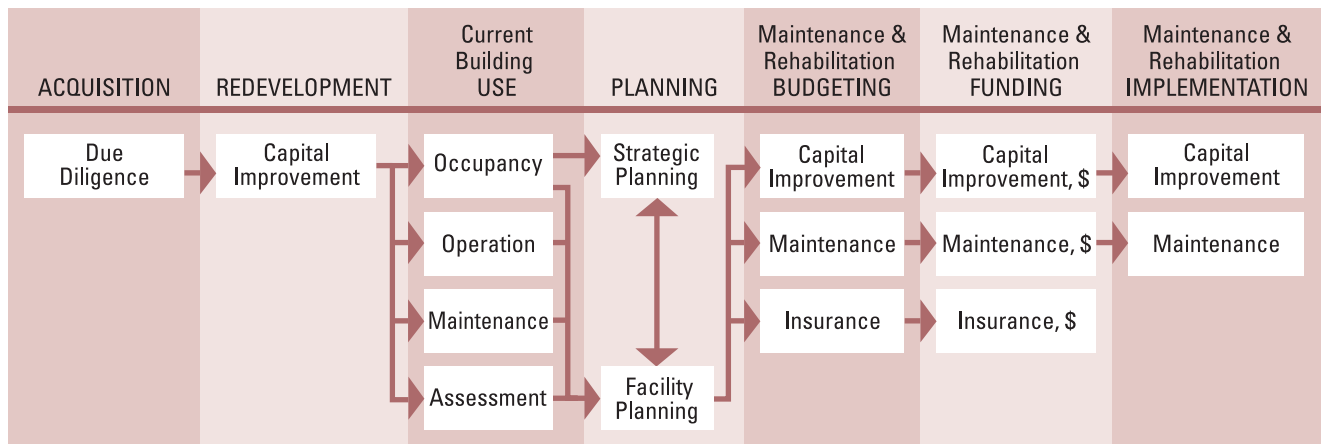 ACQUISITION
REDEVELOPMENT
Current
Building
USE
PLANNING
Maintenance &
Rehabilitation
BUDGETING
Maintenance &
Rehabilitation
FUNDING
Maintenance &
Rehabilitation
IMPLEMENTATION
Due
Diligence
Capital
Improvement
Occupancy
Operation
Maintenance
Assessment
Strategic
Planning
Facility
Planning
Capital
Improvement
Maintenance
Insurance
Capital
Improvement, $
Maintenance, $
Insurance, $
Capital
Improvement
Maintenance